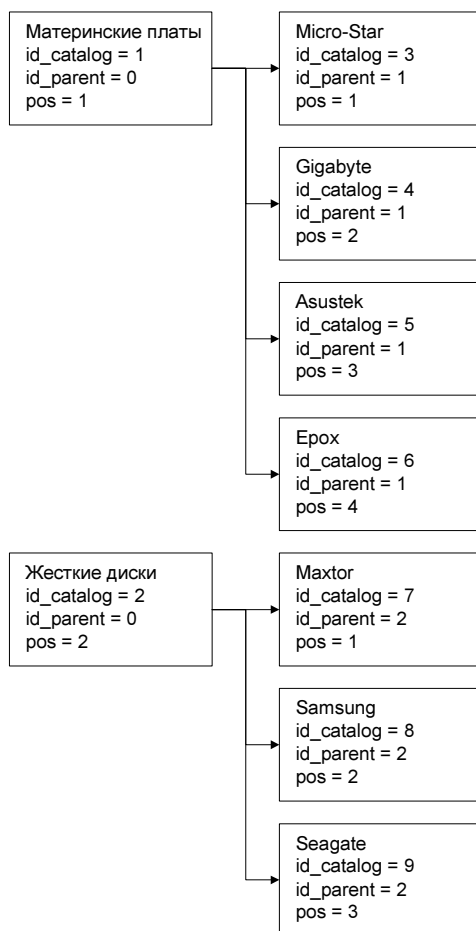 Материнские платы
id_catalog = 1
id_parent = 0
pos = 1
Micro-Star
id_catalog = 3
id_parent = 1
pos = 1
Gigabyte
id_catalog = 4
id_parent = 1
pos = 2
Asustek
id_catalog = 5
id_parent = 1
pos = 3
Epox
id_catalog = 6
id_parent = 1
pos = 4
Жесткие диски
id_catalog = 2
id_parent = 0
pos = 2
Maxtor
id_catalog = 7
id_parent = 2
pos = 1
Samsung
id_catalog = 8
id_parent = 2
pos = 2
Seagate
id_catalog = 9
id_parent = 2
pos = 3